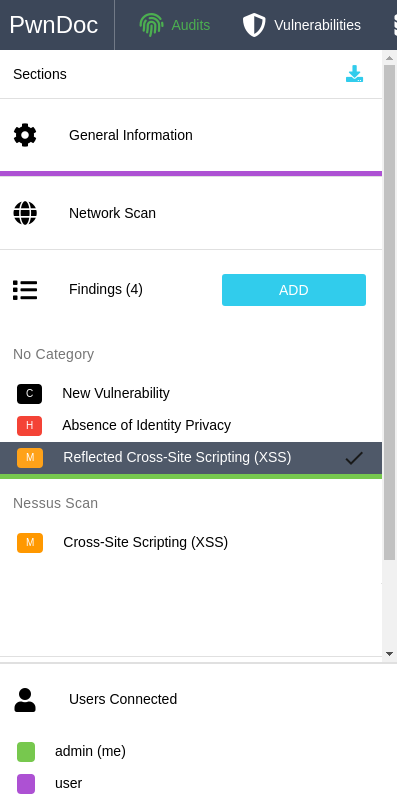 PwnDoc Audits Vulnerabilities
Sections
General Information
Network Scan
Findings (4) ADD
No Category
C New Vulnerability
H Absence of Identity Privacy
M Reflected Cross-Site Scripting (XSS)
Nessus Scan
M Cross-Site Scripting (XSS)
Users Connected
admin (me)
user